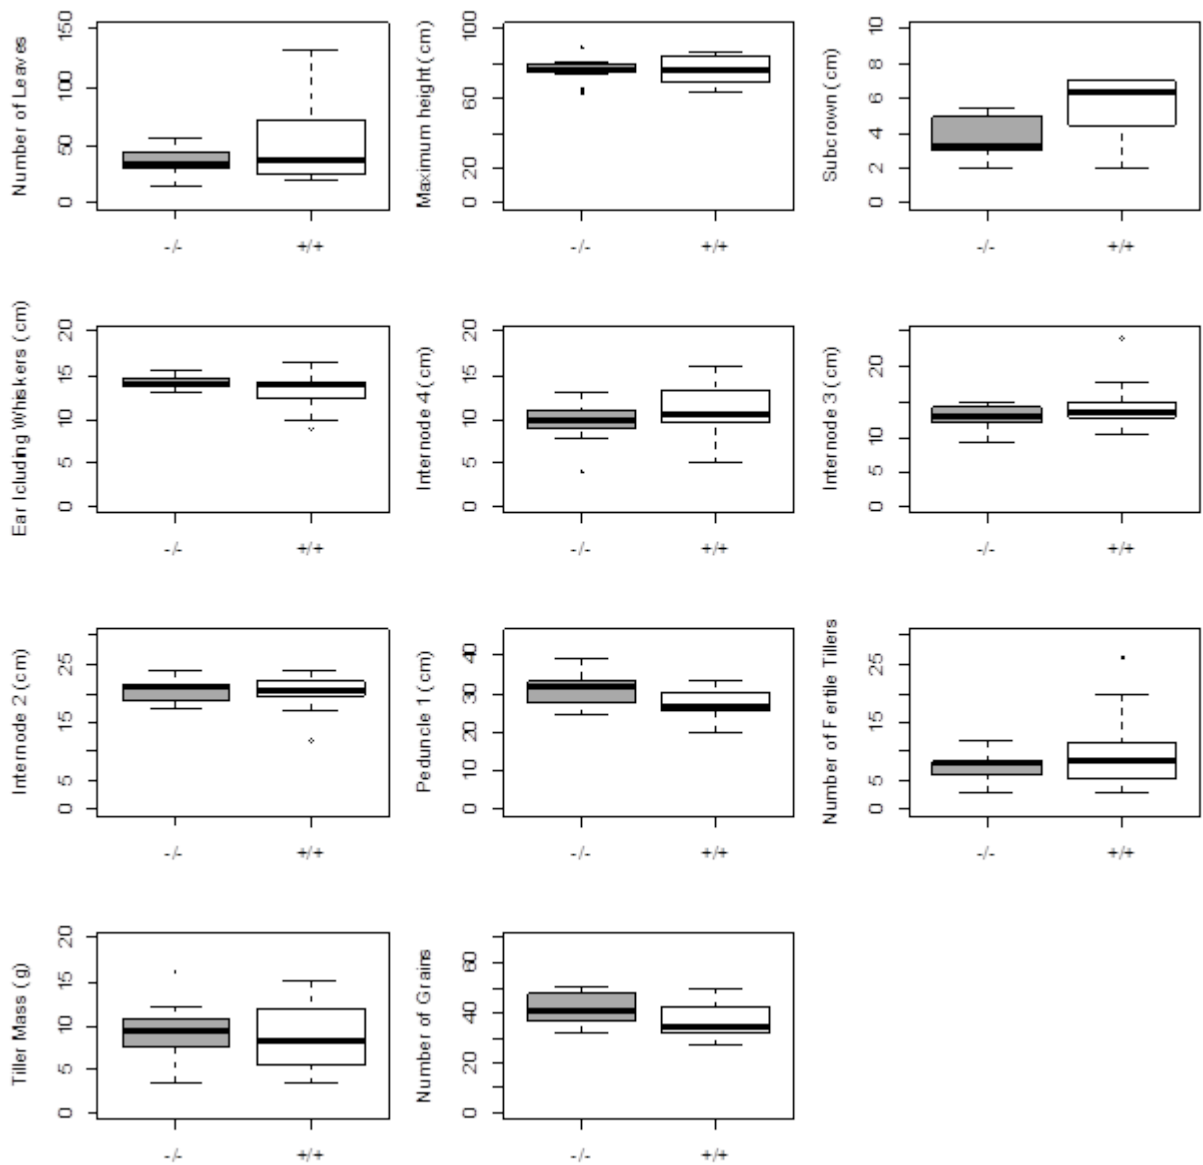 Number of Leaves
0 50 100 150
-/- +/+
Maximum height (cm)
0 20 60 100
-/- +/+
Subcrown (cm)
0 2 4 6 8 10
-/- +/+
Ear Icluding Whiskers (cm)
0 5 10 15 20
-/- +/+
Internode 4 (cm)
0 5 10 15 20
-/- +/+
Internode 3 (cm)
0 5 10 20
-/- +/+
Internode 2 (cm)
0 5 15 25
-/- +/+
Peduncle 1 (cm)
0 10 20 30 40
-/- +/+
Number of Fertile Tillers
0 5 15 25
-/- +/+
Tiller Mass (g)
0 5 10 15 20
-/- +/+
Number of Grains
0 20 40 60
-/- +/+